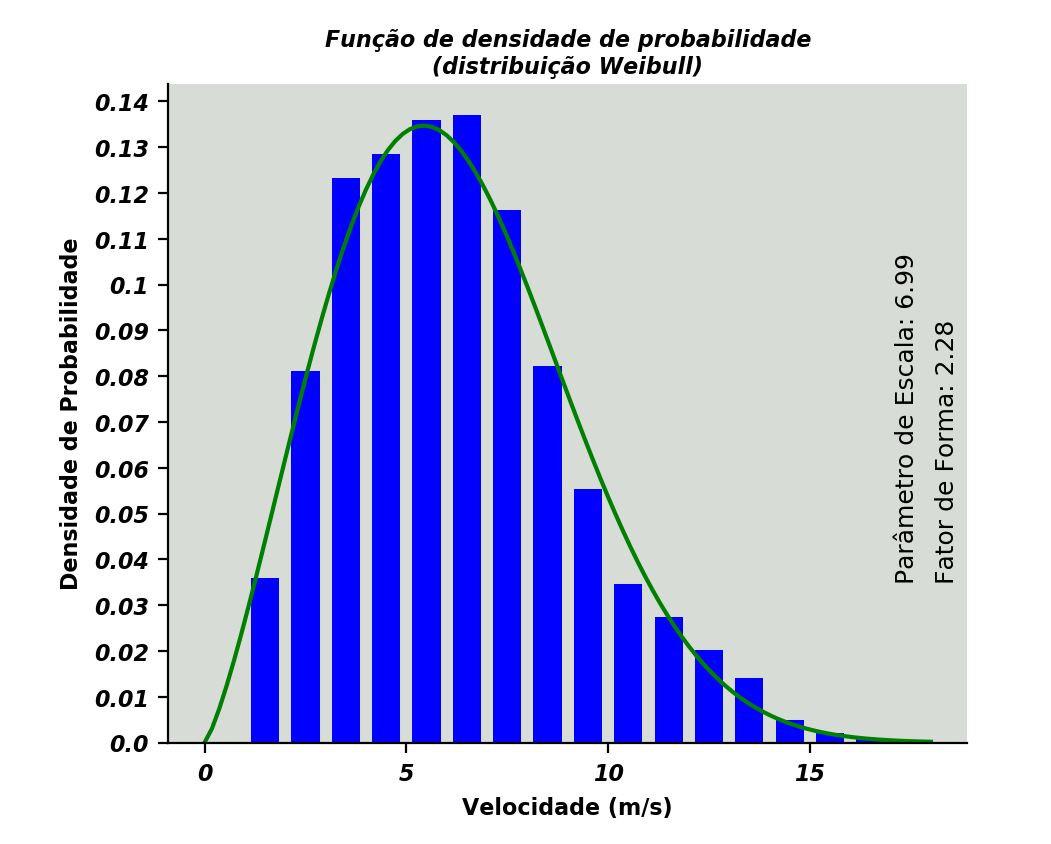 Função de densidade de probabilidade
(distribuição Weibull)
Densidade de Probabilidade
0.14
0.13
0.12
0.11
0.1
0.09
0.08
0.07
0.06
0.05
0.04
0.03
0.02
0.01
0.0
Parâmetro de Escala: 6.99
Fator de Forma: 2.28
0 5 10 15
Velocidade (m/s)